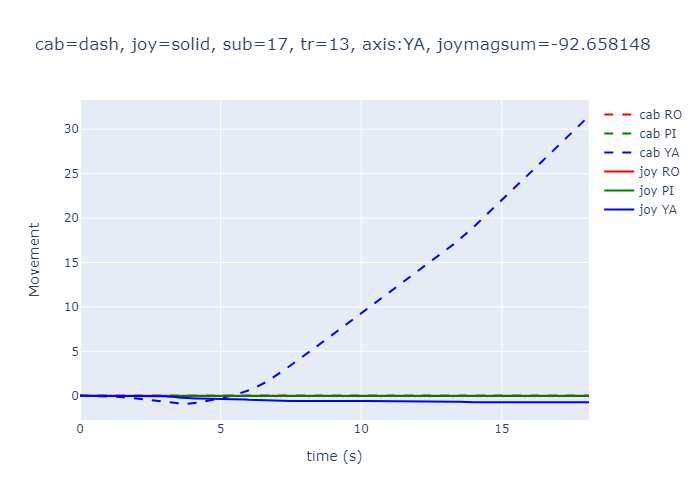 cab=dash, joy=solid, sub=17, tr=13, axis:YA, joymagsum=-92.658148
30
25
20
15
10
5
0
Movement
0 5 10 15
time (s)
cab RO
cab PI
cab YA
joy RO
joy PI
joy YA